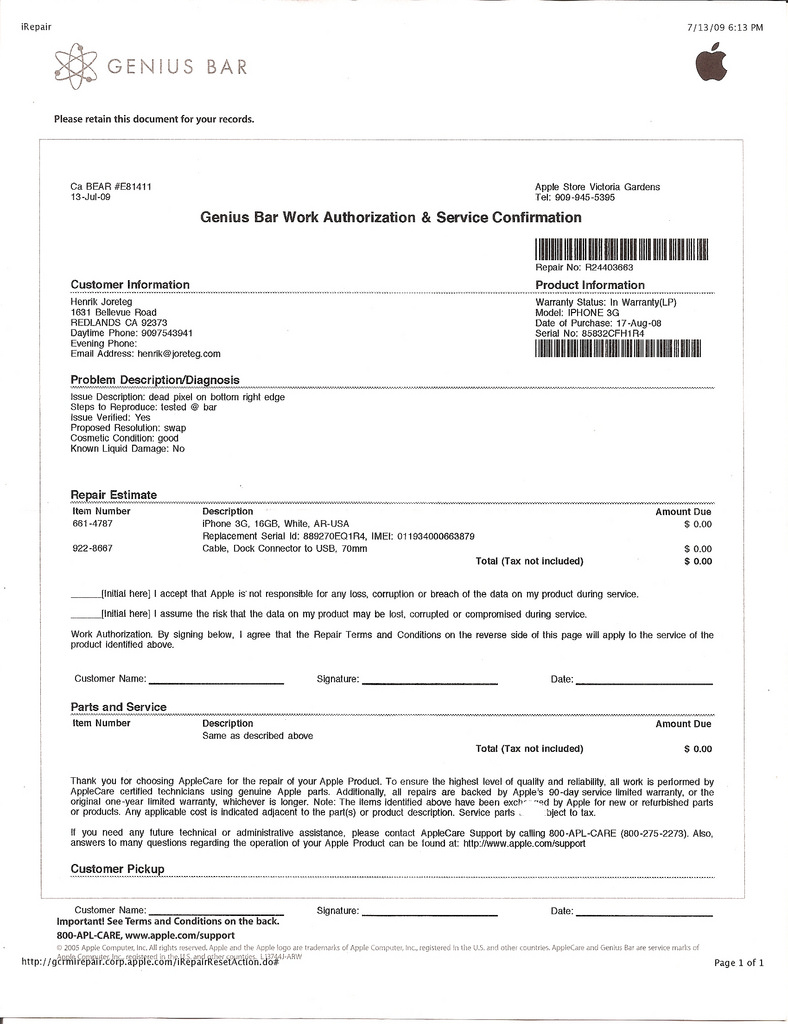 iRepair
7/13/09 6:13 PM
GENIUS BAR
Please retain this document for your records.
Ca BEAR #E81411
13-Jul-09
Apple Store Victoria Gardens
Tel: 909-945-5395
Genius Bar Work Authorization & Service Confirmation
Repair No: R24403663
Customer Information
Henrik Joreteg
1631 Bellevue Road
REDLANDS CA 92373
Daytime Phone: 9097543941
Evening Phone:
Email Address: henrik@joreteg.com
Product Information
Warranty Status: In Warranty(LP)
Model: IPHONE 3G
Date of Purchase: 17-Aug-08
Serial No: 85832CFH1R4
Problem Description/Diagnosis
Issue Description: dead pixel on bottom right edge
Steps to Reproduce: tested @ bar
Issue Verified: Yes
Proposed Resolution: swap
Cosmetic Condition: good
Known Liquid Damage: No
Repair Estimate
Item Number Description Amount Due
661-4787 iPhone 3G, 16GB, White, AR-USA $ 0.00
Replacement Serial Id: 889270EQ1R4, IMEI: 011934000663879
922-8667 Cable, Dock Connector to USB, 70mm $ 0.00
Total (Tax not included) $ 0.00
______[Initial here] I accept that Apple is not responsible for any loss, corruption or breach of the data on my product during service.
______[Initial here] I assume the risk that the data on my product may be lost, corrupted or compromised during service.
Work Authorization. By signing below, I agree that the Repair Terms and Conditions on the reverse side of this page will apply to the service of the
product identified above.
Customer Name: Signature: Date:
Parts and Service
Item Number Description Amount Due
Same as described above
Total (Tax not included) $ 0.00
Thank you for choosing AppleCare for the repair of your Apple Product. To ensure the highest level of quality and reliability, all work is performed by
AppleCare certified technicians using genuine Apple parts. Additionally, all repairs are backed by Apple's 90-day service limited warranty, or the
original one-year limited warranty, whichever is longer. Note: The items identified above have been by Apple for new or refurbished parts
or products. Any applicable cost is indicated adjacent to the part(s) or product description. Service parts to tax.
If you need any future technical or administrative assistance, please contact AppleCare Support by calling 800-APL-CARE (800-275-2273). Also,
answers to many questions regarding the operation of your Apple Product can be found at: http://www.apple.com/support
Customer Pickup
Customer Name: Signature: Date:
Important! See Terms and Conditions on the back.
800-APL-CARE, www.apple.com/support
© 2005 Apple Computer, Inc. All rights reserved. Apple and the Apple logo are trademarks of Apple Computer, Inc., registered in the U.S. and other countries. AppleCare and Genius Bar are service marks of
Apple Computer, Inc., registered in the U.S. and other countries. L13744J-ARW
http://gcrmirepair.corp.apple.com/iRepairResetAction.do#
Page 1 of 1